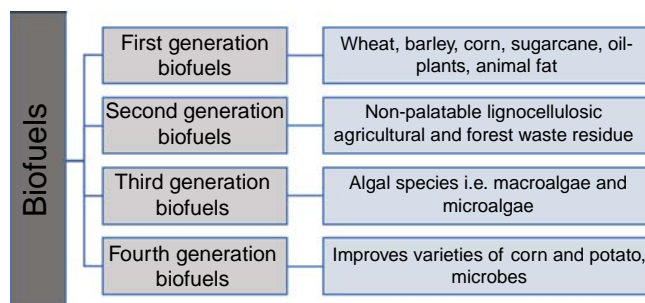 Biofuels
First generation
biofuels
Wheat, barley, corn, sugarcane, oil-
plants, animal fat
Second generation
biofuels
Non-palatable lignocellulosic
agricultural and forest waste residue
Third generation
biofuels
Algal species i.e. macroalgae and
microalgae
Fourth generation
biofuels
Improves varieties of corn and potato,
microbes